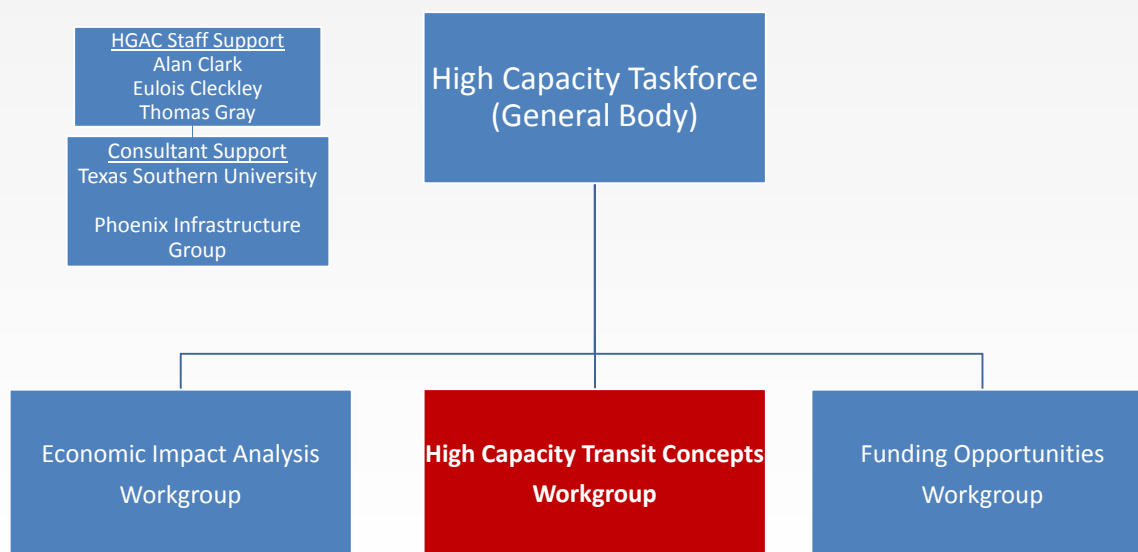 HGAC Staff Support
Alan Clark
Eulois Cleckley
Thomas Gray
Consultant Support
Texas Southern University
Phoenix Infrastructure
Group
High Capacity Taskforce
(General Body)
Economic Impact Analysis
Workgroup
High Capacity Transit Concepts
Workgroup
Funding Opportunities
Workgroup